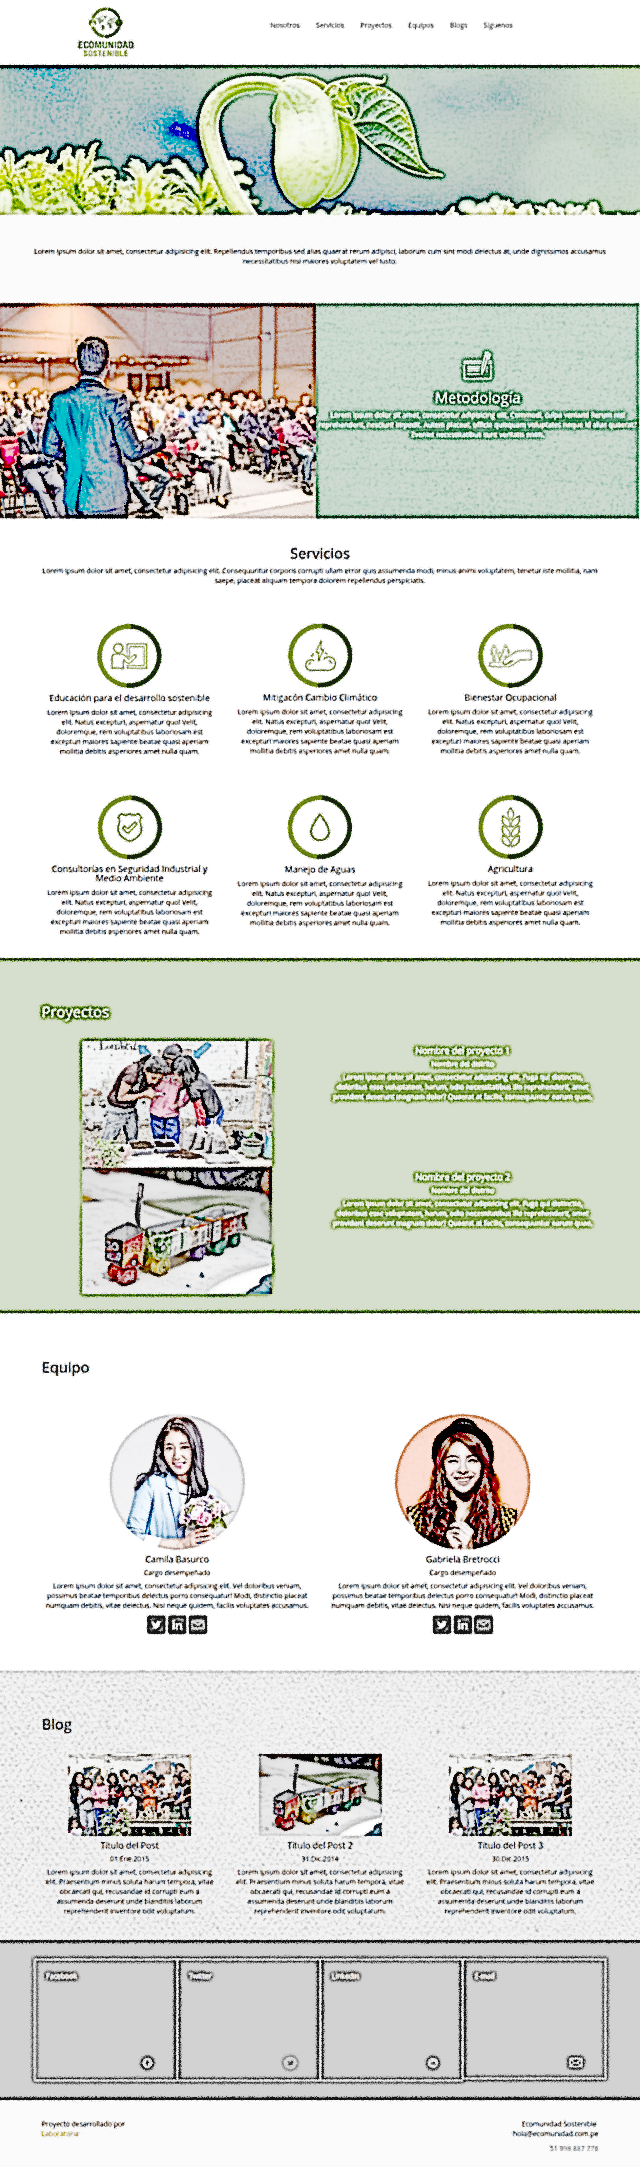 ECOMUNIDAD
SOSTENIBLE
Nosotros Servicios Proyectos Equipos Blogs Síguenos
Lorem ipsum dolor sit amet, consectetur adipisicing elit. Repellendus temporibus sed alias quaerat rerum adipisci, laborum cum sint modi delectus at, unde dignissimos accusamus
necessitatibus nisi maiores voluptatem vel iusto.
Metodología
Lorem ipsum dolor sit amet, consectetur adipisicing elit. Commodi, culpa veniam harum est
reprehenderit, nesciunt impedit. Autem placeat, officia ipsam quam voluptates neque id alias quaerat.
Eveniet necessitatibus sunt veritatis enim.
Servicios
Lorem ipsum dolor sit amet, consectetur adipisicing elit. Consequuntur corporis corrupti ullam error quis assumenda modi, minus animi voluptatem, tenetur iste mollitia, nam
saepe, placeat aliquam tempora dolorem repellendus perspiciatis.
Educación para el desarrollo sostenible
Lorem ipsum dolor sit amet, consectetur adipisicing
elit. Natus excepturi, aspernatur quo! Velit,
doloremque, rem voluptatibus laboriosam est
excepturi maiores sapiente beatae quasi aperiam
mollitia debitis asperiores amet nulla quam.
Mitigacón Cambio Climático
Lorem ipsum dolor sit amet, consectetur adipisicing
elit. Natus excepturi, aspernatur quo! Velit,
doloremque, rem voluptatibus laboriosam est
excepturi maiores sapiente beatae quasi aperiam
mollitia debitis asperiores amet nulla quam.
Bienestar Ocupacional
Lorem ipsum dolor sit amet, consectetur adipisicing
elit. Natus excepturi, aspernatur quo! Velit,
doloremque, rem voluptatibus laboriosam est
excepturi maiores sapiente beatae quasi aperiam
mollitia debitis asperiores amet nulla quam.
Consultorías en Seguridad Industrial y
Medio Ambiente
Lorem ipsum dolor sit amet, consectetur adipisicing
elit. Natus excepturi, aspernatur quo! Velit,
doloremque, rem voluptatibus laboriosam est
excepturi maiores sapiente beatae quasi aperiam
mollitia debitis asperiores amet nulla quam.
Manejo de Aguas
Lorem ipsum dolor sit amet, consectetur adipisicing
elit. Natus excepturi, aspernatur quo! Velit,
doloremque, rem voluptatibus laboriosam est
excepturi maiores sapiente beatae quasi aperiam
mollitia debitis asperiores amet nulla quam.
Agricultura
Lorem ipsum dolor sit amet, consectetur adipisicing
elit. Natus excepturi, aspernatur quo! Velit,
doloremque, rem voluptatibus laboriosam est
excepturi maiores sapiente beatae quasi aperiam
mollitia debitis asperiores amet nulla quam.
Proyectos
Nombre del proyecto 1
Nombre del distrito
Lorem ipsum dolor sit amet, consectetur adipisicing elit. Fuga qui distinctio,
doloribus esse voluptatem, harum, odio necessitatibus illo reprehenderit, amet,
provident deserunt magnam dolor? Quaerat at facilis, consequuntur earum quam.
Nombre del proyecto 2
Nombre del distrito
Lorem ipsum dolor sit amet, consectetur adipisicing elit. Fuga qui distinctio,
doloribus esse voluptatem, harum, odio necessitatibus illo reprehenderit, amet,
provident deserunt magnam dolor? Quaerat at facilis, consequuntur earum quam.
Equipo
Camila Basurco
Cargo desempeñado
Lorem ipsum dolor sit amet, consectetur adipisicing elit. Vel doloribus veniam,
possimus beatae temporibus delectus porro consequatur! Modi, distinctio placeat
numquam debitis, vitae delectus. Nisi neque quidem, facilis voluptates accusamus.
Gabriela Bretrocci
Cargo desempeñado
Lorem ipsum dolor sit amet, consectetur adipisicing elit. Vel doloribus veniam,
possimus beatae temporibus delectus porro consequatur! Modi, distinctio placeat
numquam debitis, vitae delectus. Nisi neque quidem, facilis voluptates accusamus.
Blog
Título del Post
01.Ene 2015
Lorem ipsum dolor sit amet, consectetur adipisicing
elit. Praesentium minus soluta harum tempora, vitae
obcaecati qui, recusandae id corrupti eum a
assumenda deserunt unde blanditiis laborum
reprehenderit inventore odit voluptatum.
Título del Post 2
31.Dic.2014
Lorem ipsum dolor sit amet, consectetur adipisicing
elit. Praesentium minus soluta harum tempora, vitae
obcaecati qui, recusandae id corrupti eum a
assumenda deserunt unde blanditiis laborum
reprehenderit inventore odit voluptatum.
Título del Post 3
30.Dic.2015
Lorem ipsum dolor sit amet, consectetur adipisicing
elit. Praesentium minus soluta harum tempora, vitae
obcaecati qui, recusandae id corrupti eum a
assumenda deserunt unde blanditiis laborum
reprehenderit inventore odit voluptatum.
Facebook
Twitter
Linkedin
E-mail
Proyecto desarrollado por
Laboratoria
Ecomunidad Sostenible
hola@ecomunidad.com.pe
51 998 887 776